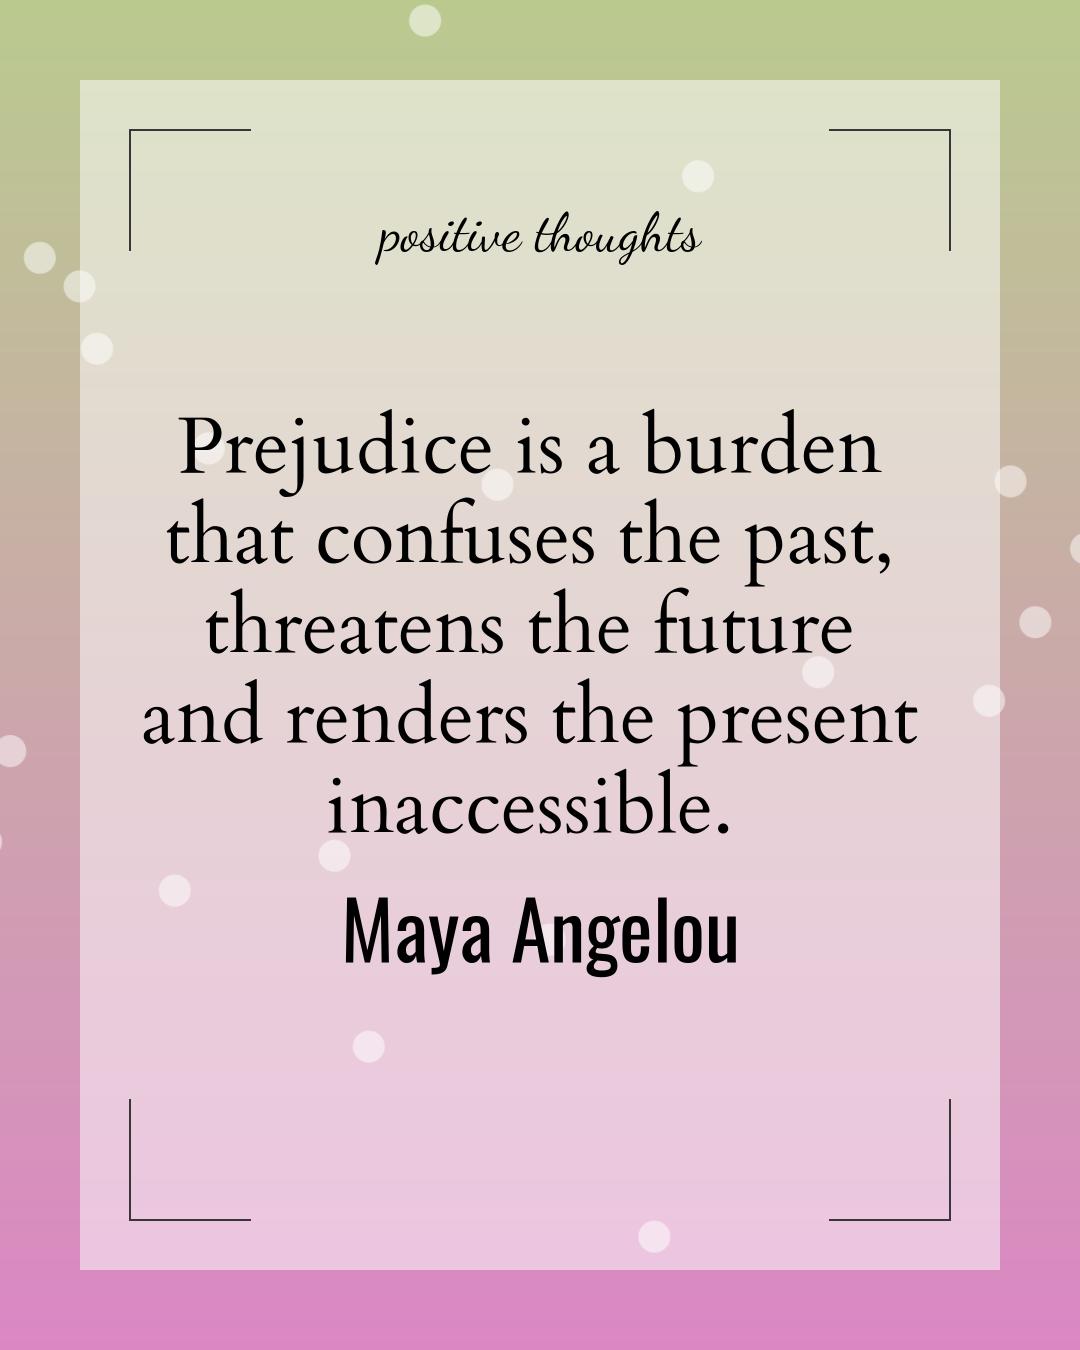 positive thoughts
Prejudice is a burden
that confuses the past,
threatens the future
and renders the present
inaccessible.
Maya Angelou